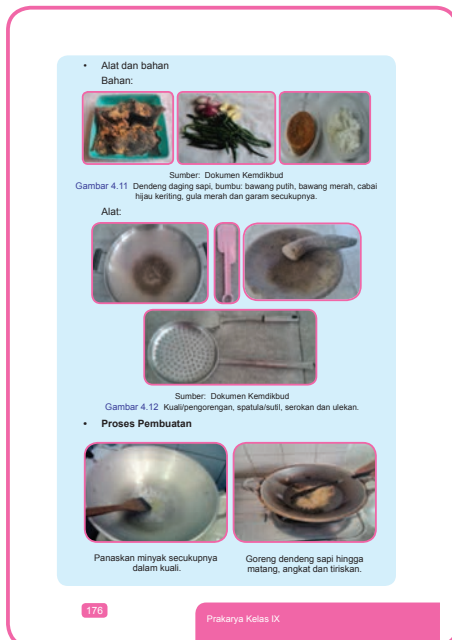 • Alat dan bahan
Bahan:
Sumber: Dokumen Kemdikbud
Gambar 4.11 Dendeng daging sapi, bumbu: bawang putih, bawang merah, cabai
hijau keriting, gula merah dan garam secukupnya.
Alat:
Sumber: Dokumen Kemdikbud
Gambar 4.12 Kuali/pengorengan, spatula/sutil, serokan dan ulekan.
• Proses Pembuatan
Panaskan minyak secukupnya
dalam kuali.
Goreng dendeng sapi hingga
matang, angkat dan tiriskan.
176
Prakarya Kelas IX